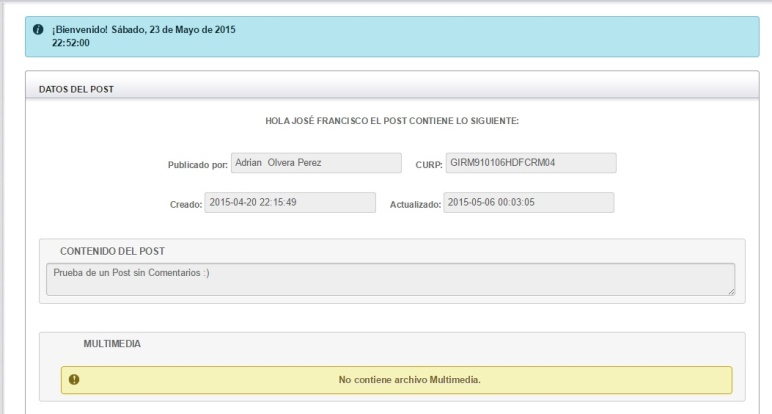 ¡Bienvenido! Sábado, 23 de Mayo de 2015
22:52:00
DATOS DEL POST
HOLA JOSÉ FRANCISCO EL POST CONTIENE LO SIGUIENTE:
Publicado por: Adrian Olvera Perez CURP: GIRM910106HDFCRM04
Creado: 2015-04-20 22:15:49 Actualizado: 2015-05-06 00:03:05
CONTENIDO DEL POST
Prueba de un Post sin Comentarios :)
MULTIMEDIA
No contiene archivo Multimedia.